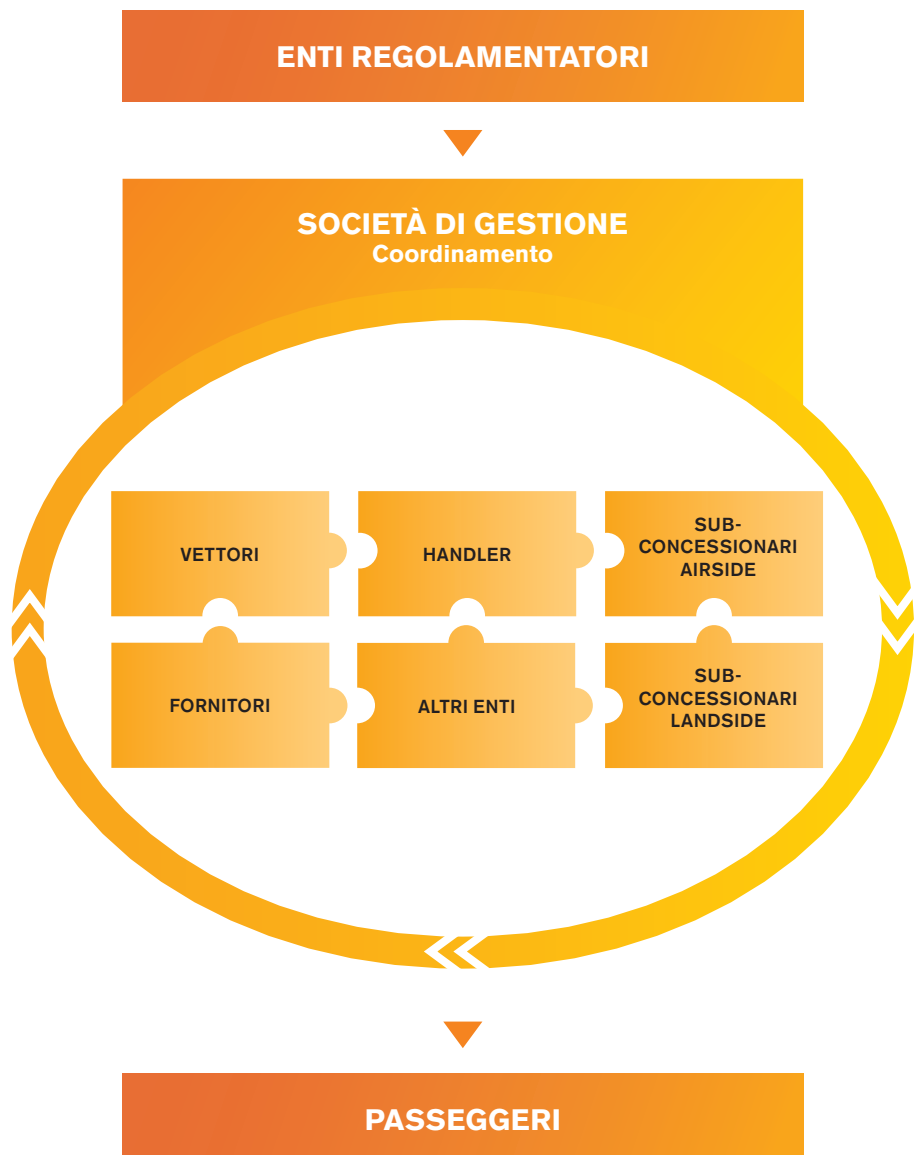 ENTI REGOLAMENTATORI
SOCIETÀ DI GESTIONE
Coordinamento
VETTORI
HANDLER
SUB-
CONCESSIONARI
AIRSIDE
FORNITORI
ALTRI ENTI
SUB-
CONCESSIONARI
LANDSIDE
PASSEGGERI